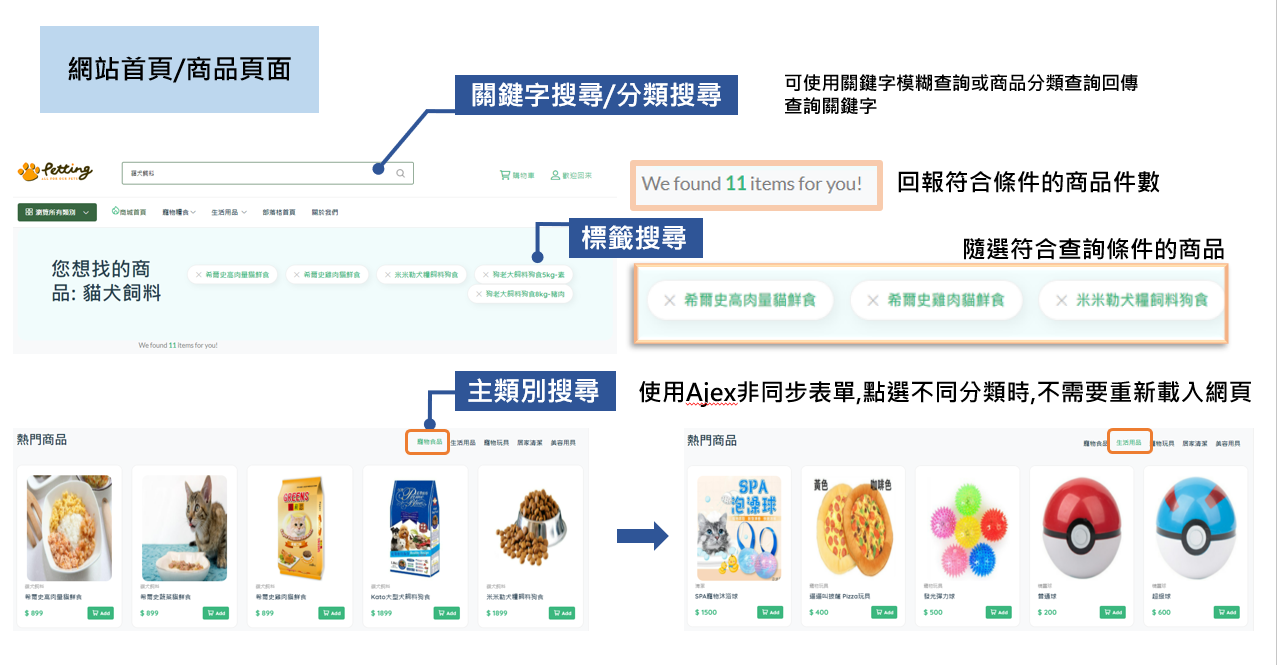 網站首頁/商品頁面
關鍵字搜尋/分類搜尋
可使用關鍵字模糊查詢或商品分類查詢回傳
查詢關鍵字
Petting
貓犬飼料
購物車
歡迎回來
瀏覽所有類別
商城首頁
寵物糧食
生活用品
部落格首頁
關於我們
We found 11 items for you!
回報符合條件的商品件數
標籤搜尋
隨選符合查詢條件的商品
您想找的商
品: 貓犬飼料
× 希爾史高肉量貓鮮食
× 希爾史雞肉貓鮮食
× 米米勒犬糧飼料狗食
× 狗老大飼料狗食5kg-素
× 狗老大飼料狗食8kg-豬肉
We found 11 items for you!
× 希爾史高肉量貓鮮食
× 希爾史雞肉貓鮮食
× 米米勒犬糧飼料狗食
主類別搜尋
使用Ajex非同步表單,點選不同分類時,不需要重新載入網頁
熱門商品
寵物食品
生活用品
寵物玩具
居家清潔
美容用具
GREENS
貓犬飼料
希爾史高肉量貓鮮食
$ 899
Add
貓犬飼料
希爾史蔬菜貓鮮食
$ 899
Add
貓犬飼料
希爾史雞肉貓鮮食
$ 899
Add
貓犬飼料
Koto大型犬飼料狗食
$ 1899
Add
貓犬飼料
米米勒犬糧飼料狗食
$ 1899
Add
熱門商品
寵物食品
生活用品
寵物玩具
居家清潔
美容用具
SPA
泡澡球
黃色
咖啡色
SPA寵物沐浴球
$ 1500
Add
寵物玩具
逼逼叫披薩 Pizza玩具
$ 400
Add
寵物玩具
發光彈力球
$ 500
Add
精靈球
普通球
$ 200
Add
精靈球
超級球
$ 600
Add